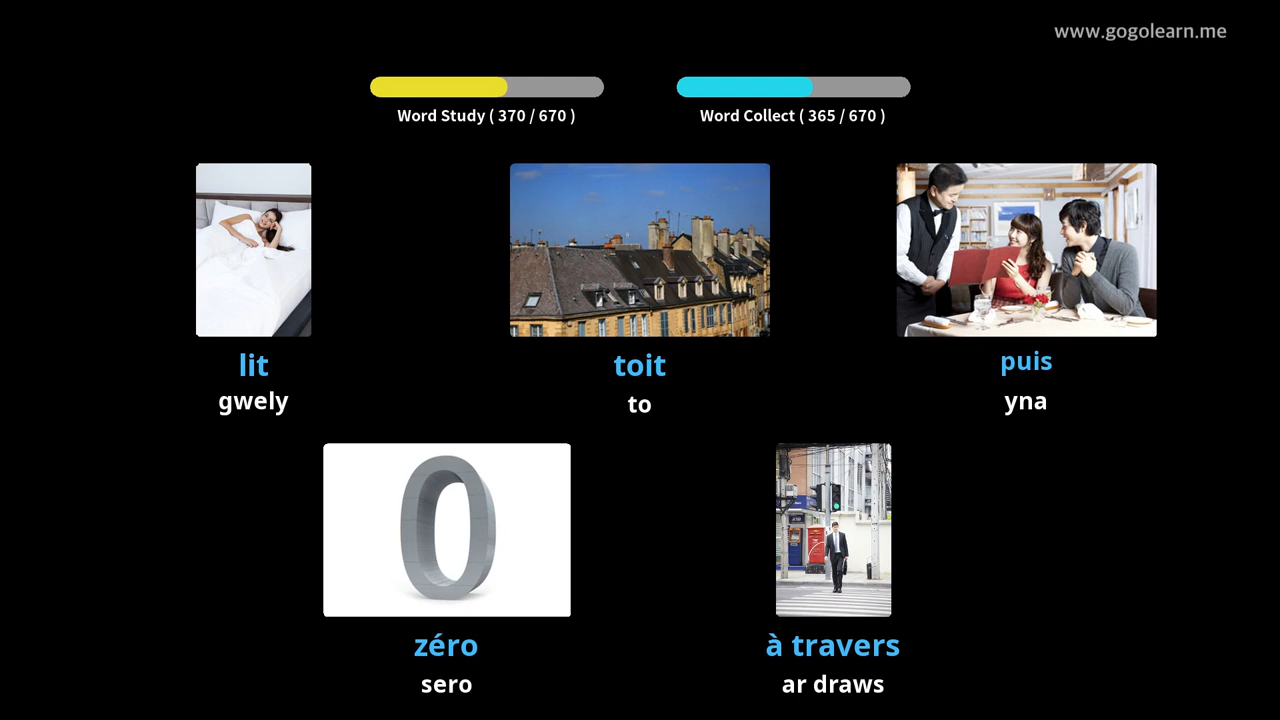 www.gogolearn.me
Word Study ( 370 / 670 )
Word Collect ( 365 / 670 )
lit
gwely
toit
to
puis
yna
0
zéro
sero
à travers
ar draws